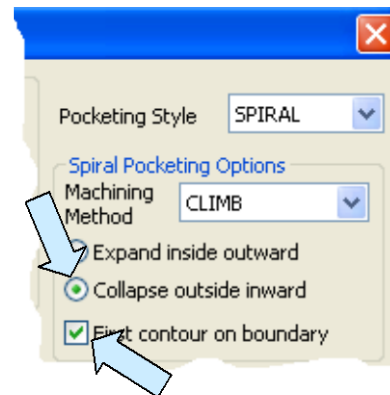 Pocketing Style SPIRAL
Spiral Pocketing Options
Machining
Method CLIMB
Expand inside outward
Collapse outside inward
First contour on boundary